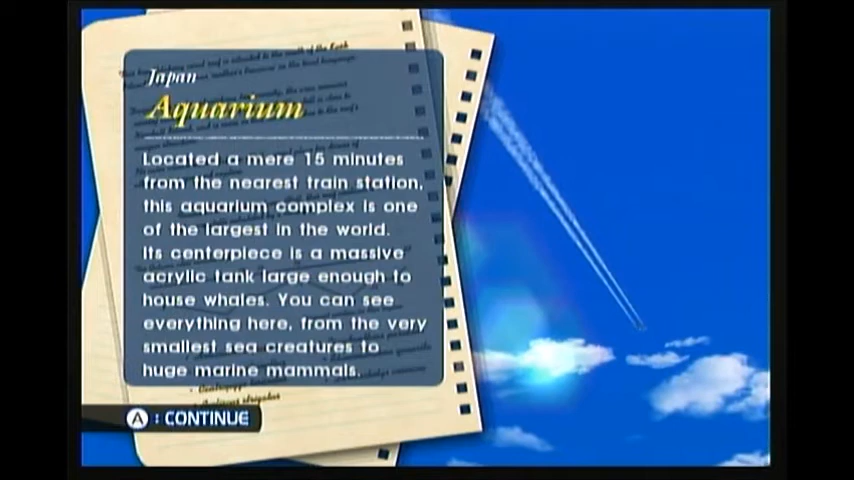 Japan
Aquarium
Located a mere 15 minutes
from the nearest train station,
this aquarium complex is one
of the largest in the world.
Its centerpiece is a massive
acrylic tank large enough to
house whales. You can see
everything here, from the very
smallest sea creatures to
huge marine mammals.
A : CONTINUE